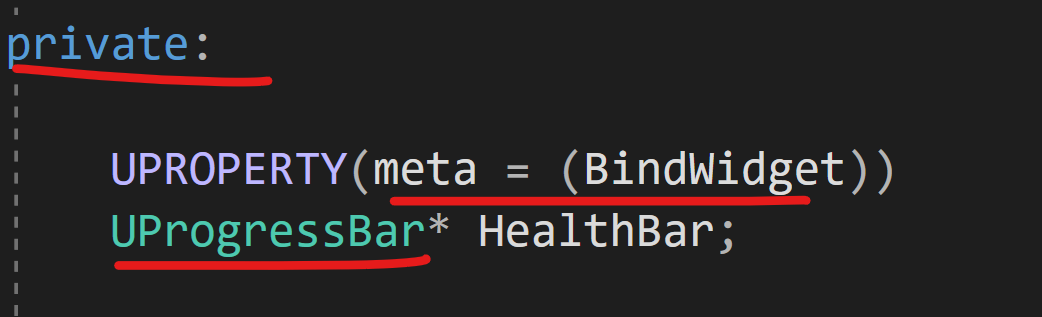 private:
UPROPERTY(meta = (BindWidget))
UProgressBar* HealthBar;